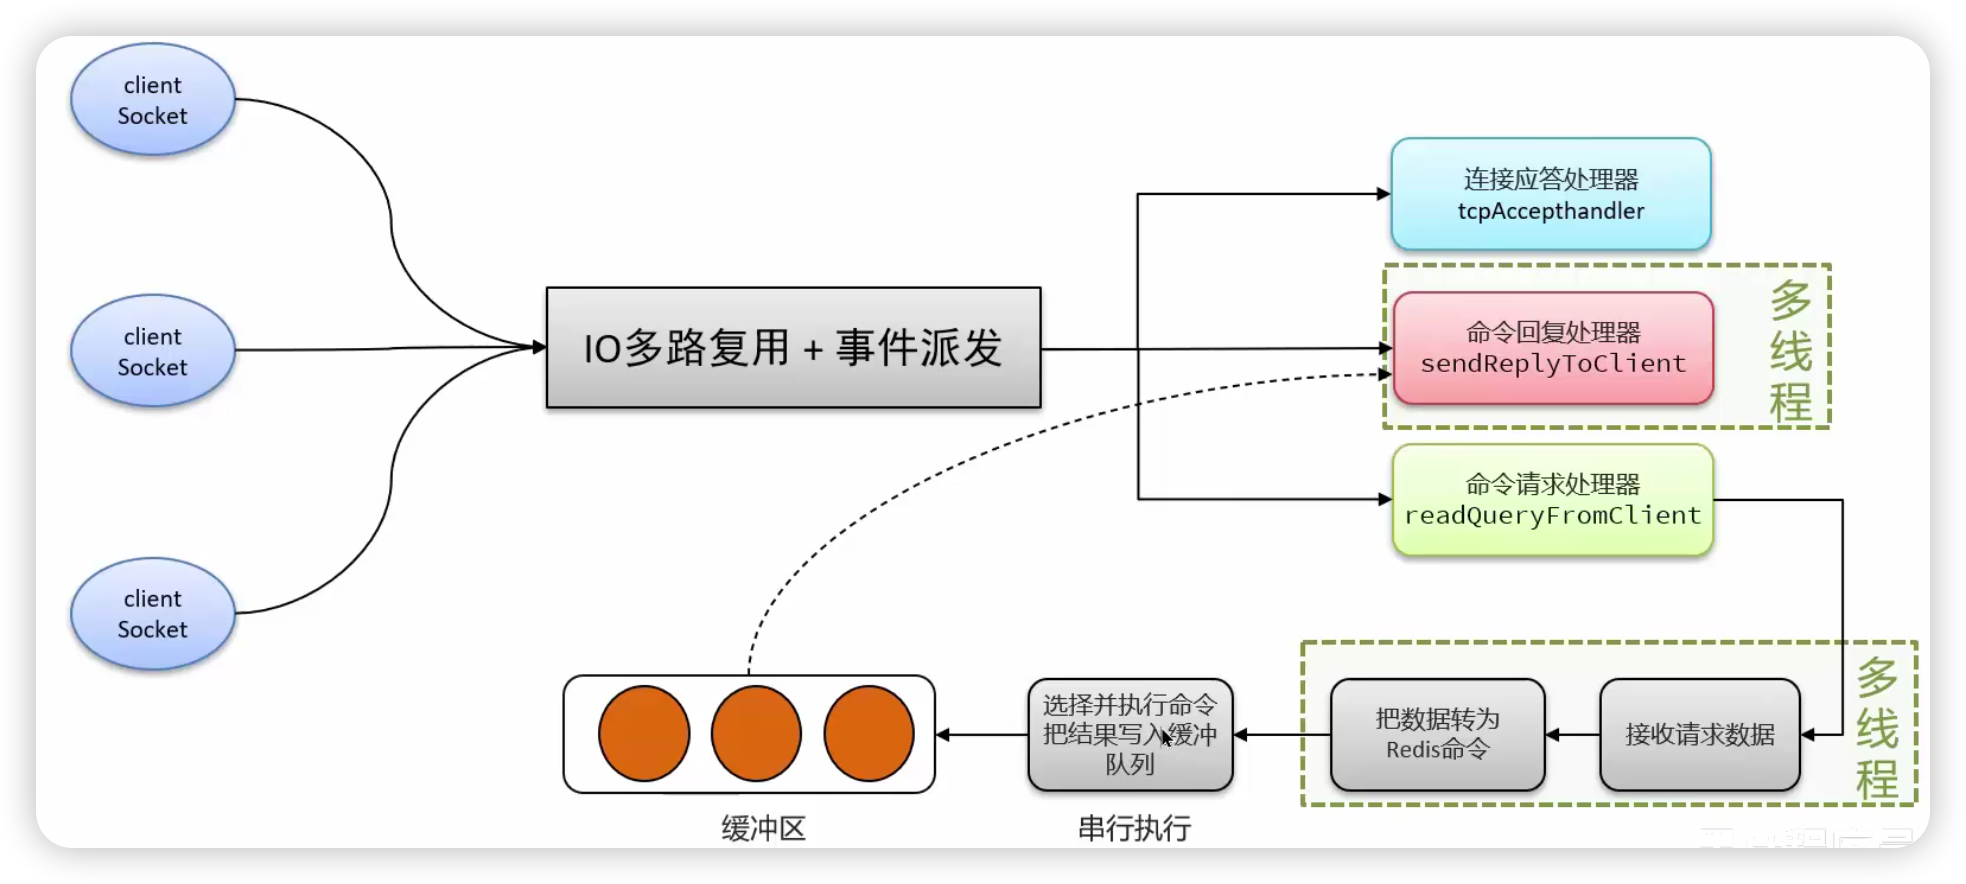 client
Socket
client
Socket
client
Socket
IO多路复用 + 事件派发
连接应答处理器
tcpAccepthandler
命令回复处理器
sendReplyToClient
多
线
程
命令请求处理器
readQueryFromClient
多
线
程
接收请求数据
把数据转为
Redis命令
选择并执行命令
把结果写入缓冲
队列
串行执行
缓冲区